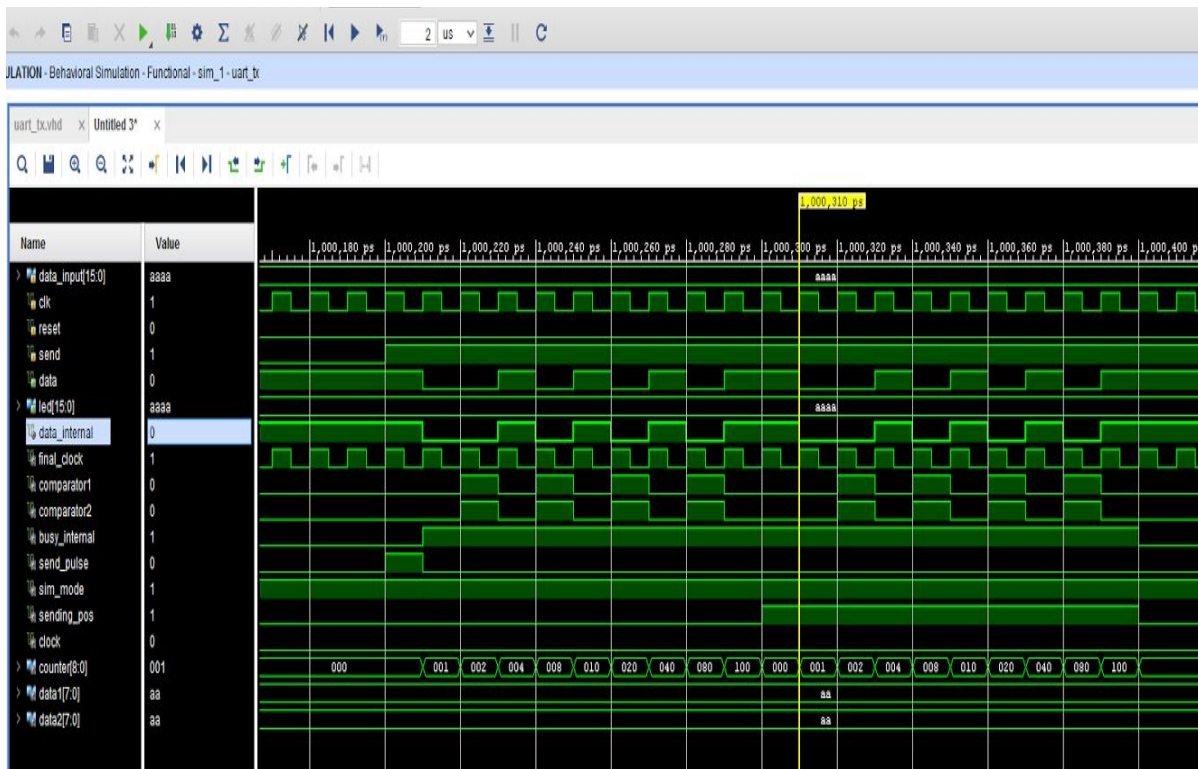 2 us
ULATION - Behavioral Simulation - Functional - sim_1 - uart_tx
uart_tx.vhd × Untitled 3* ×
1,000,310 ps
Name Value
1,000,180 ps 1,000,200 ps 1,000,220 ps 1,000,240 ps 1,000,260 ps 1,000,280 ps 1,000,300 ps 1,000,320 ps 1,000,340 ps 1,000,360 ps 1,000,380 ps 1,000,400 p
data_input[15:0] aaaa aaaa
clk 1
reset 0
send 1
data 0
led[15:0] aaaa aaaa
data_internal 0
final_clock 1
comparator1 0
comparator2 0
busy_internal 1
send_pulse 0
sim_mode 1
sending_pos 1
clock 0
counter[8:0] 001 000 001 002 004 008 010 020 040 080 100 000 001 002 004 008 010 020 040 080 100
data1[7:0] aa aa
data2[7:0] aa aa